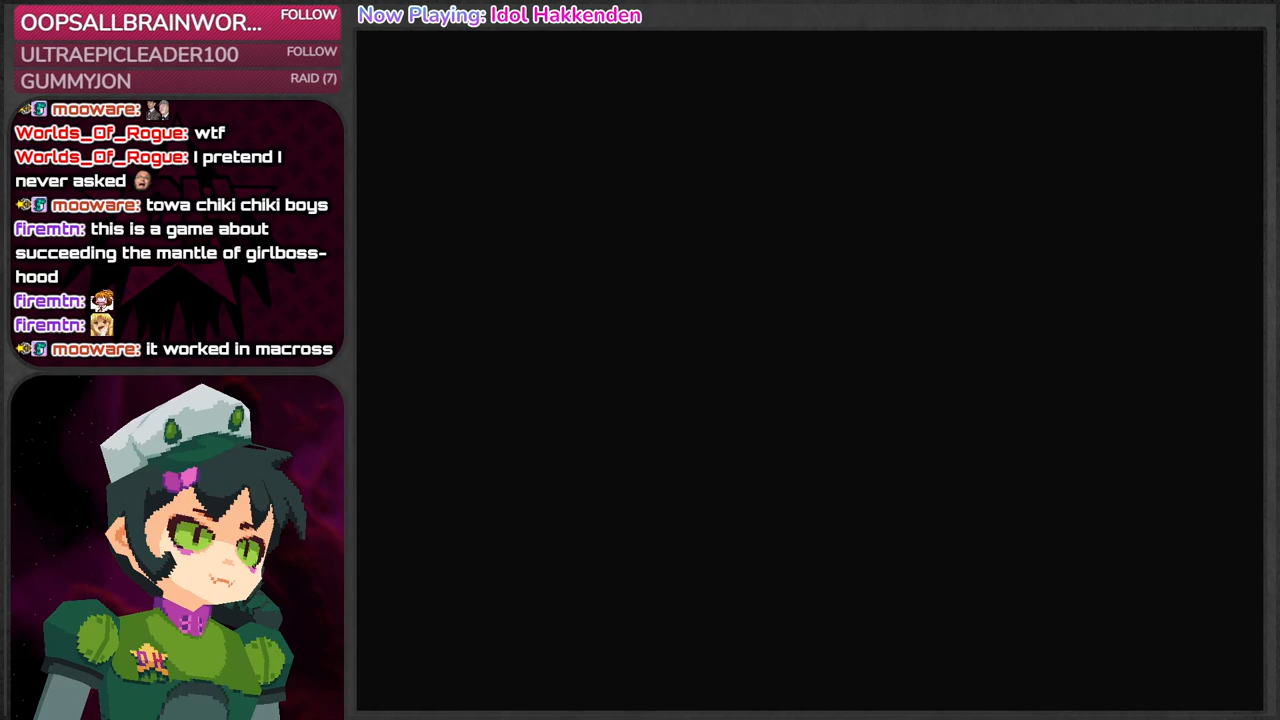 OOPSALLBRAINWOR... FOLLOW
ULTRAEPICLEADER100 FOLLOW
GUMMYJON RAID (7)
Now Playing: Idol Hakkenden
mooware:
Worlds_Of_Rogue: wtf
Worlds_Of_Rogue: I pretend I
never asked
mooware: towa chiki chiki boys
firemtn: this is a game about
succeeding the mantle of girlboss-
hood
firemtn:
firemtn:
mooware: it worked in macross